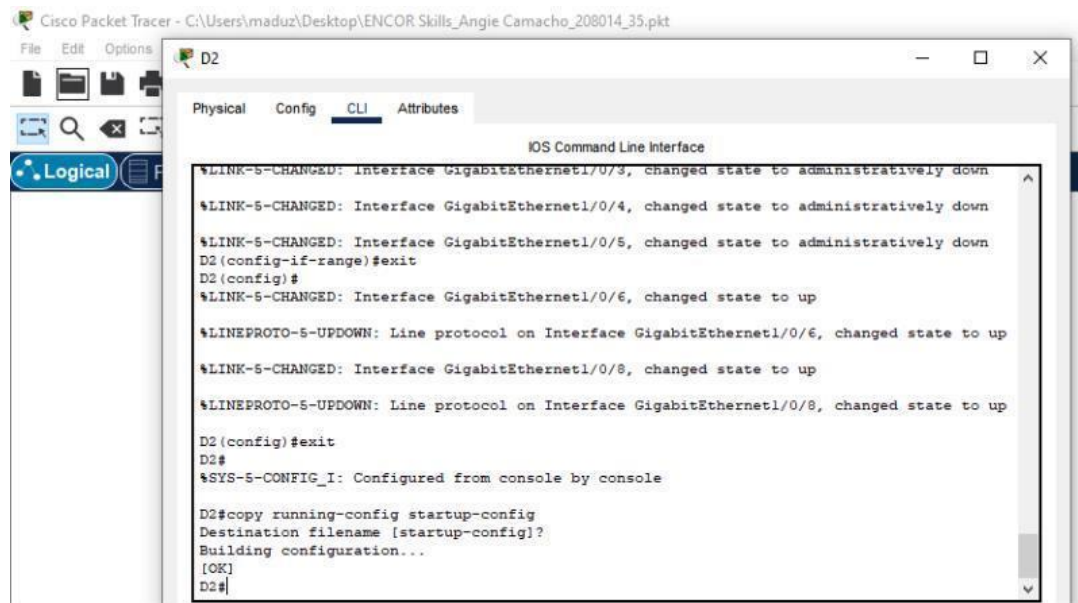 Cisco Packet Tracer - C:\Users\maduz\Desktop\ENCOR Skills_Angie Camacho_208014_35.pkt
File Edit Options
D2
Physical Config CLI Attributes
IOS Command Line Interface
Logical
%LINK-5-CHANGED: Interface GigabitEthernet1/0/3, changed state to administratively down
%LINK-5-CHANGED: Interface GigabitEthernet1/0/4, changed state to administratively down
%LINK-5-CHANGED: Interface GigabitEthernet1/0/5, changed state to administratively down
D2(config-if-range)#exit
D2(config)#
%LINK-5-CHANGED: Interface GigabitEthernet1/0/6, changed state to up
%LINEPROTO-5-UPDOWN: Line protocol on Interface GigabitEthernet1/0/6, changed state to up
%LINK-5-CHANGED: Interface GigabitEthernet1/0/8, changed state to up
%LINEPROTO-5-UPDOWN: Line protocol on Interface GigabitEthernet1/0/8, changed state to up
D2(config)#exit
D2#
%SYS-5-CONFIG_I: Configured from console by console
D2#copy running-config startup-config
Destination filename [startup-config]?
Building configuration...
[OK]
D2#